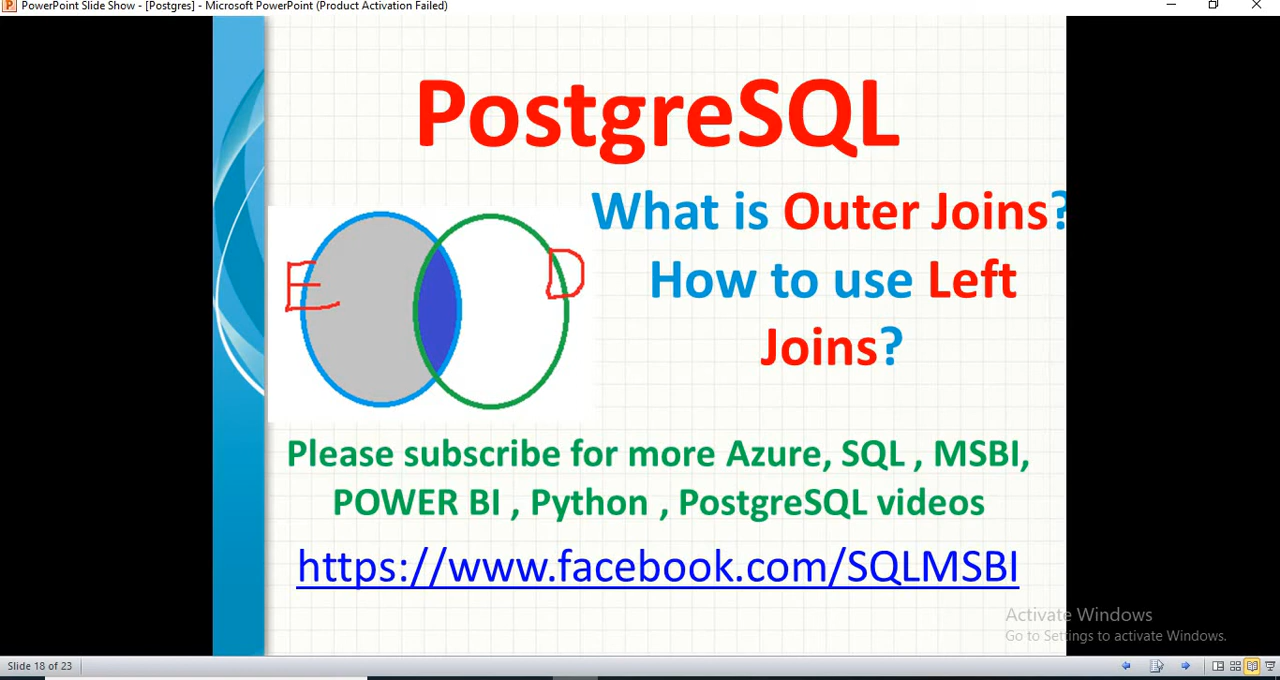 PowerPoint Slide Show - [Postgres] - Microsoft PowerPoint (Product Activation Failed)
PostgreSQL
What is Outer Joins?
How to use Left
Joins?
E
D
Please subscribe for more Azure, SQL , MSBI,
POWER BI , Python , PostgreSQL videos
https://www.facebook.com/SQLMSBI
Activate Windows
Go to Settings to activate Windows.
Slide 18 of 23